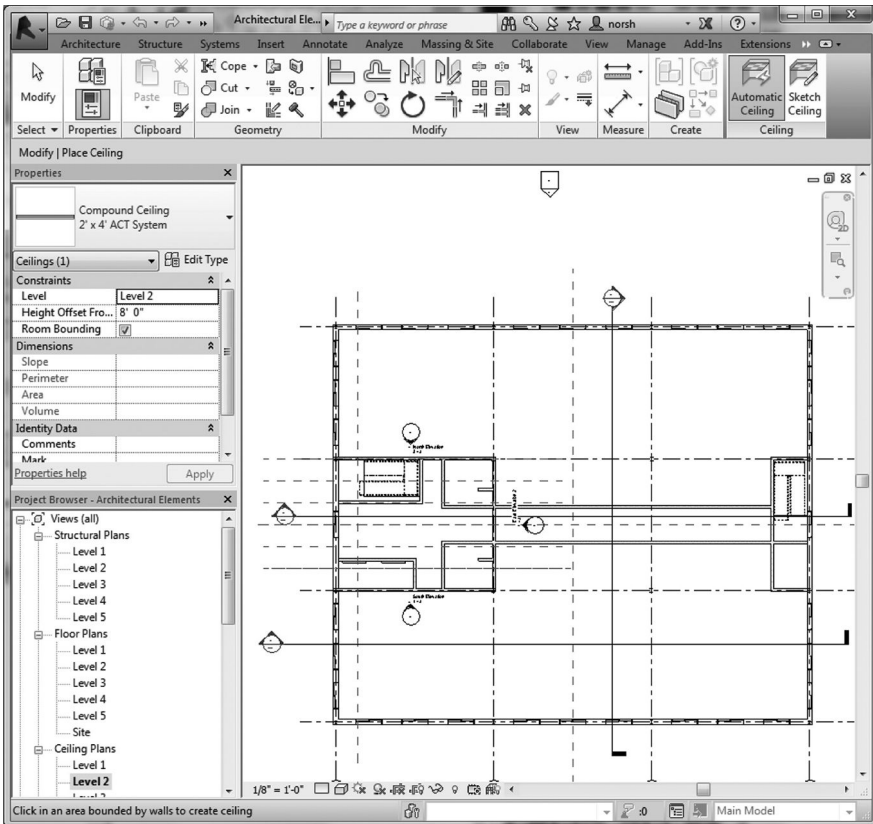 Architectural Ele...
Type a keyword or phrase
norsh
Architecture Structure Systems Insert Annotate Analyze Massing & Site Collaborate View Manage Add-Ins Extensions
Modify
Paste
Cope
Cut
Join
Automatic Ceiling
Sketch Ceiling
Select Properties Clipboard Geometry Modify View Measure Create Ceiling
Modify | Place Ceiling
Properties
Compound Ceiling
2' x 4' ACT System
Ceilings (1) Edit Type
Constraints
Level Level 2
Height Offset Fro... 8' 0"
Room Bounding
Dimensions
Slope
Perimeter
Area
Volume
Identity Data
Comments
Mark
Properties help Apply
Project Browser - Architectural Elements
Views (all)
Structural Plans
Level 1
Level 2
Level 3
Level 4
Level 5
Floor Plans
Level 1
Level 2
Level 3
Level 4
Level 5
Site
Ceiling Plans
Level 1
Level 2
2D
1/8" = 1'-0"
Click in an area bounded by walls to create ceiling
:0
Main Model